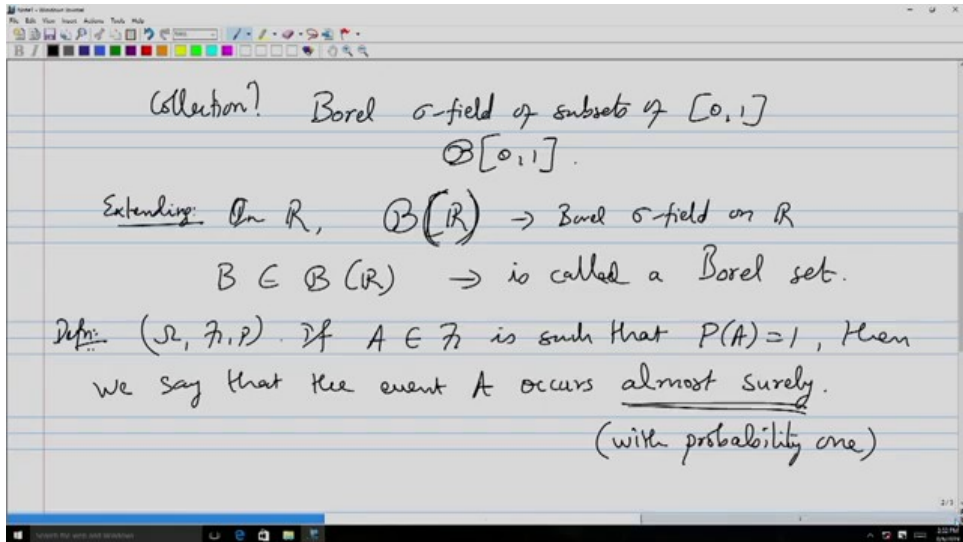 Collection? Borel σ-field of subsets of [0,1]
ℬ[0,1].
Extending: On ℝ, ℬ(ℝ) → Borel σ-field on ℝ
B ∈ ℬ(ℝ) → is called a Borel set.
Defn: (Ω, ℱ, P). If A ∈ ℱ is such that P(A)=1, then
we say that the event A occurs almost surely.
(with probability one)